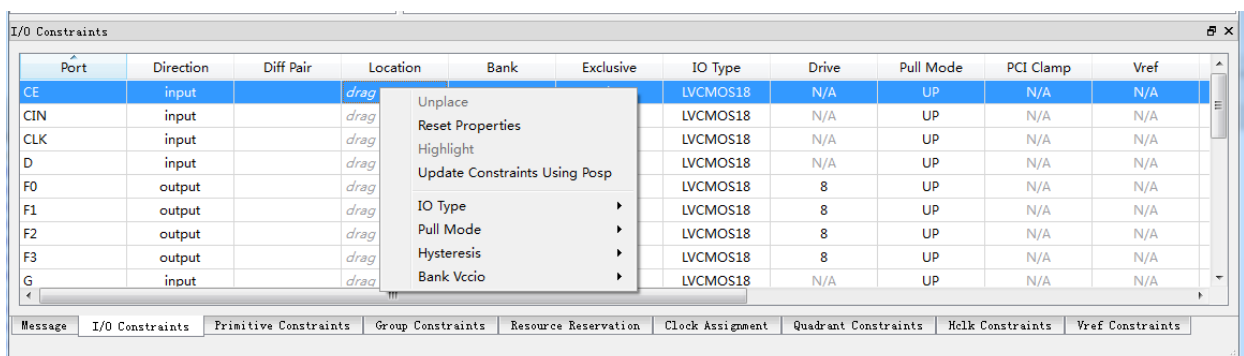 I/O Constraints
Port Direction Diff Pair Location Bank Exclusive IO Type Drive Pull Mode PCI Clamp Vref
CE input drag LVCMOS18 N/A UP N/A N/A
Unplace
CIN input drag LVCMOS18 N/A UP N/A N/A
Reset Properties
CLK input drag LVCMOS18 N/A UP N/A N/A
Highlight
D input drag LVCMOS18 N/A UP N/A N/A
Update Constraints Using Posp
F0 output drag LVCMOS18 8 UP N/A N/A
IO Type
F1 output drag LVCMOS18 8 UP N/A N/A
Pull Mode
F2 output drag LVCMOS18 8 UP N/A N/A
Hysteresis
F3 output drag LVCMOS18 8 UP N/A N/A
Bank Vccio
G input drag LVCMOS18 N/A UP N/A N/A
Message I/O Constraints Primitive Constraints Group Constraints Resource Reservation Clock Assignment Quadrant Constraints Hclk Constraints Vref Constraints